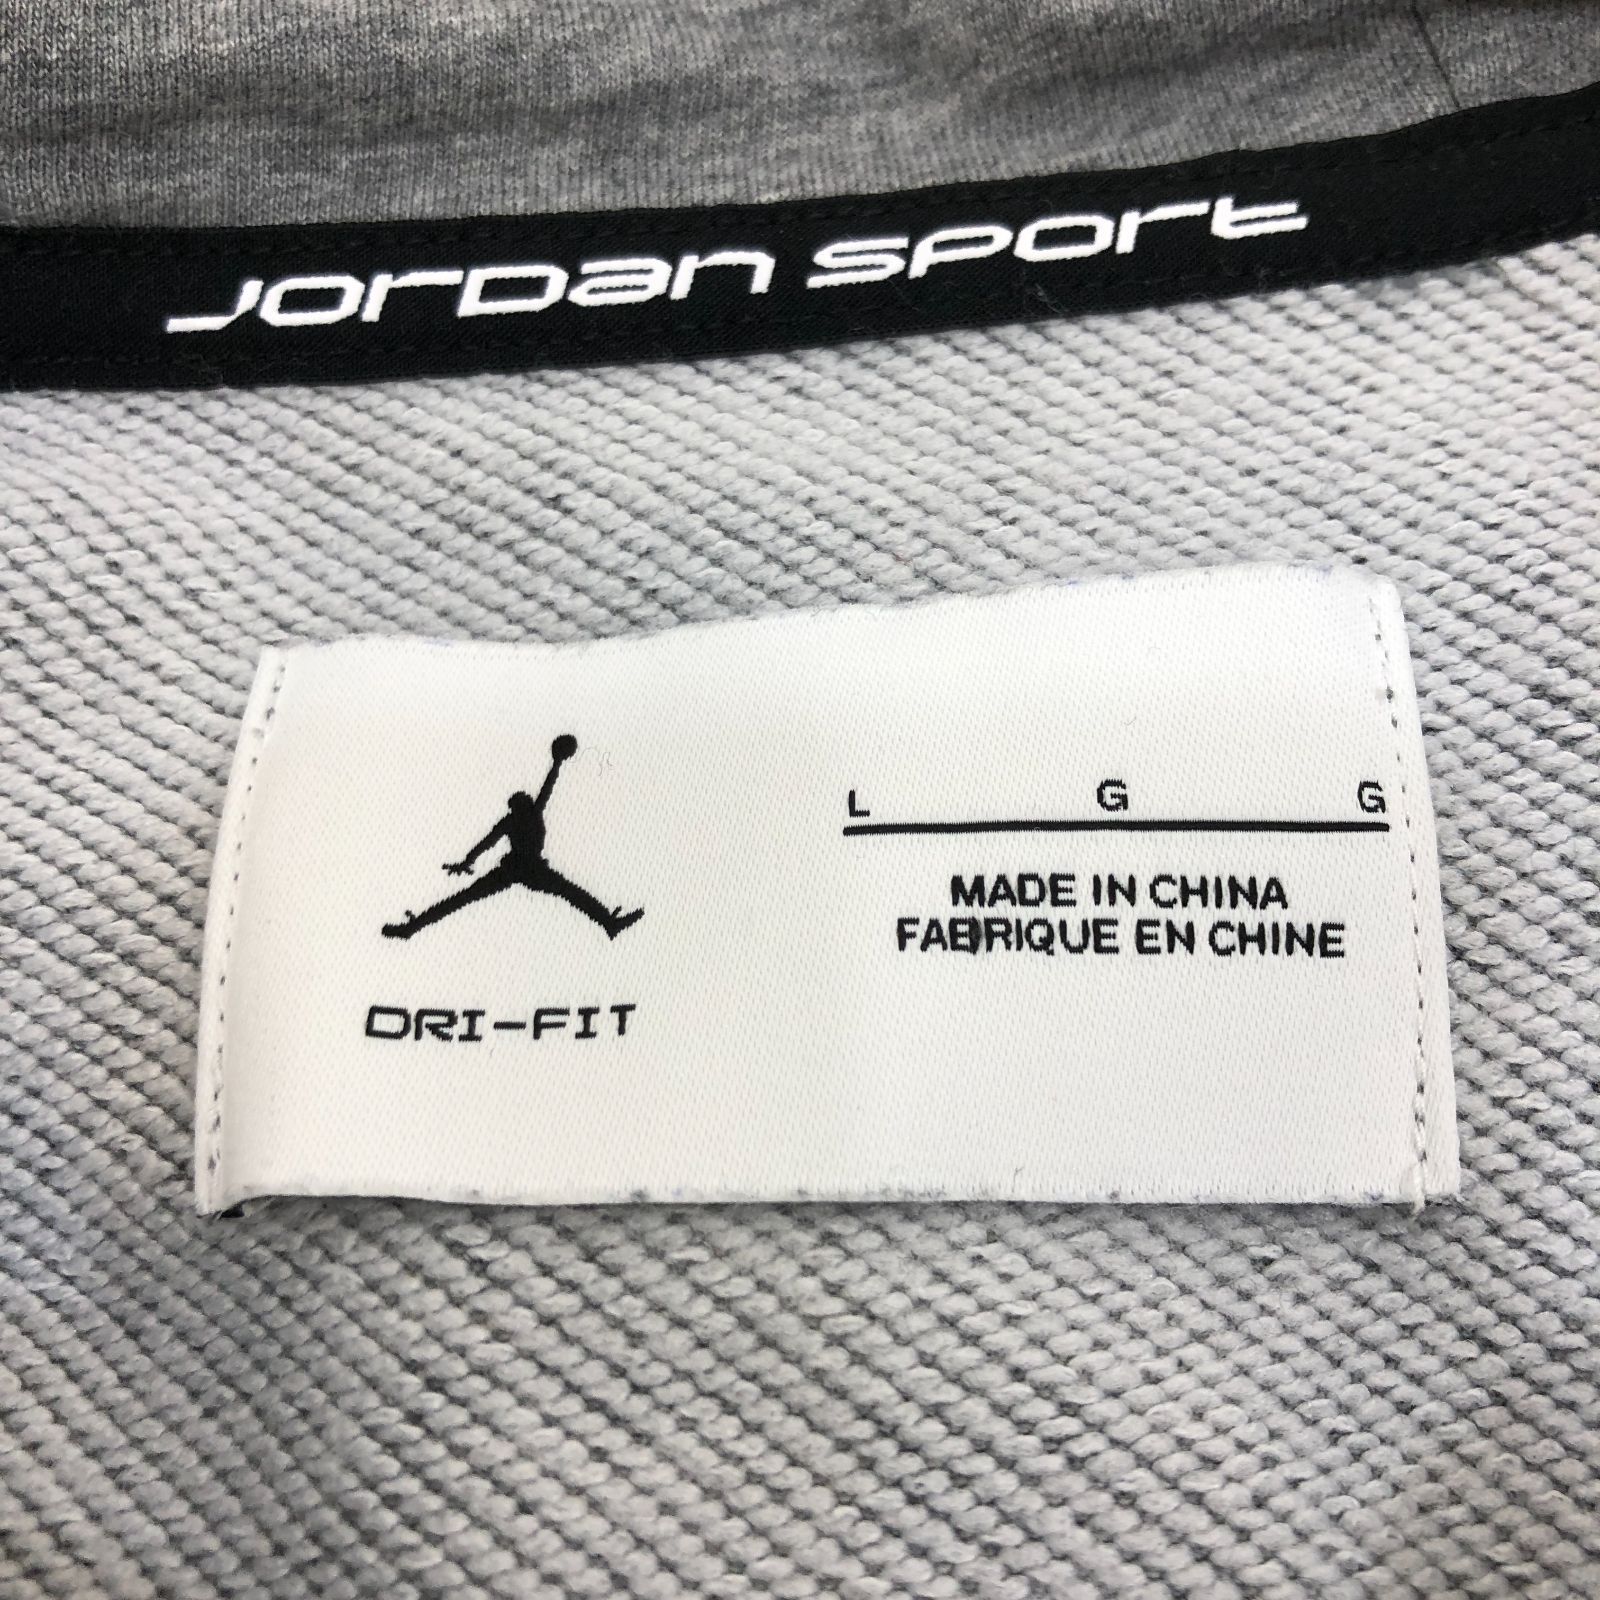 JORDAN SPORT
L G G
MADE IN CHINA
FABRIQUE EN CHINE
DRI-FIT